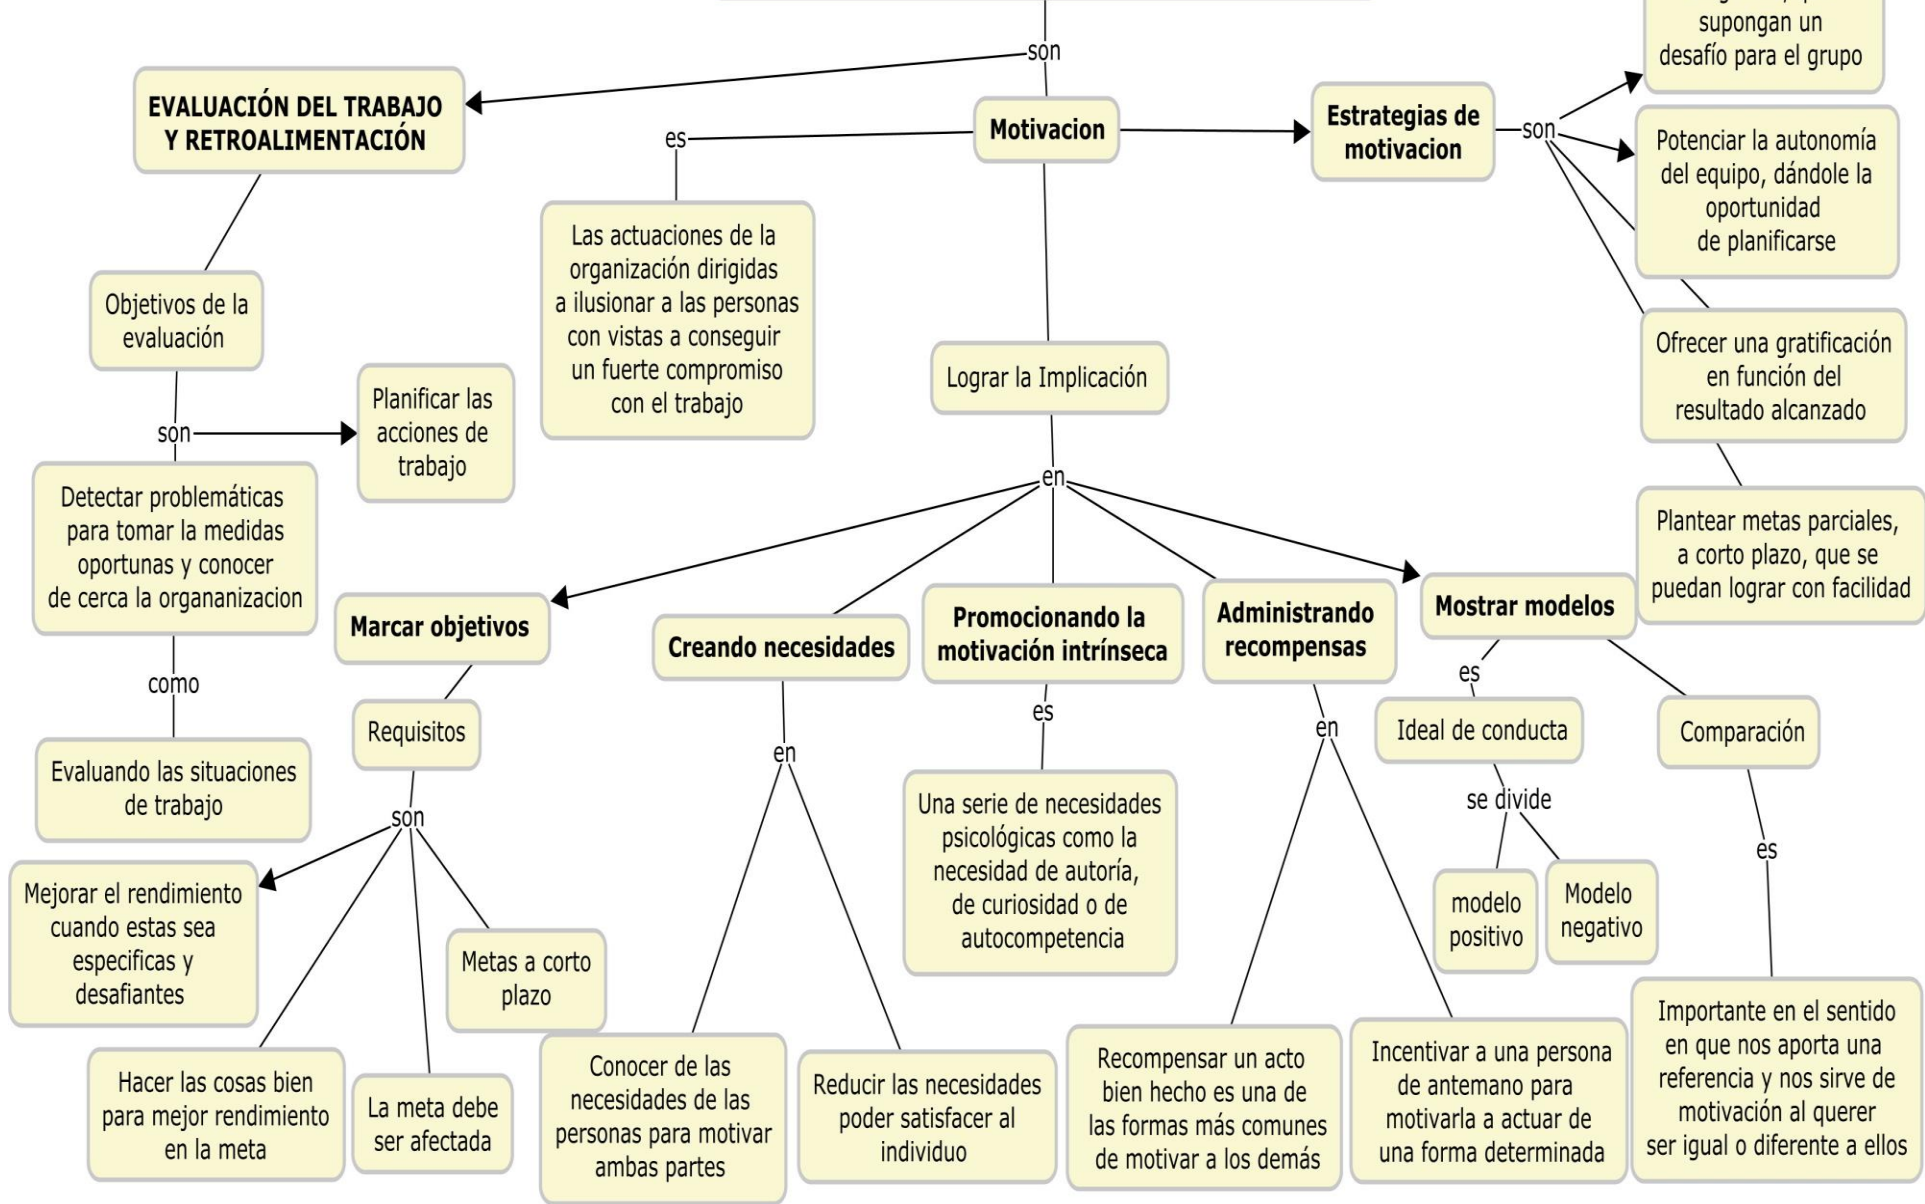 supongan un
desafío para el grupo
son
EVALUACIÓN DEL TRABAJO
Y RETROALIMENTACIÓN
es
Motivacion
Estrategias de
motivacion
son
Potenciar la autonomía
del equipo, dándole la
oportunidad
de planificarse
Las actuaciones de la
organización dirigidas
a ilusionar a las personas
con vistas a conseguir
un fuerte compromiso
con el trabajo
Objetivos de la
evaluación
Ofrecer una gratificación
en función del
resultado alcanzado
Lograr la Implicación
son
Planificar las
acciones de
trabajo
en
Detectar problemáticas
para tomar la medidas
oportunas y conocer
de cerca la organanizacion
Plantear metas parciales,
a corto plazo, que se
puedan lograr con facilidad
Marcar objetivos
Creando necesidades
Promocionando la
motivación intrínseca
Administrando
recompensas
Mostrar modelos
como
Requisitos
en
es
en
es
Ideal de conducta
Comparación
Evaluando las situaciones
de trabajo
son
Una serie de necesidades
psicológicas como la
necesidad de autoría,
de curiosidad o de
autocompetencia
se divide
es
Mejorar el rendimiento
cuando estas sea
especificas y
desafiantes
Metas a corto
plazo
modelo
positivo
Modelo
negativo
Hacer las cosas bien
para mejor rendimiento
en la meta
La meta debe
ser afectada
Conocer de las
necesidades de las
personas para motivar
ambas partes
Reducir las necesidades
poder satisfacer al
individuo
Recompensar un acto
bien hecho es una de
las formas más comunes
de motivar a los demás
Incentivar a una persona
de antemano para
motivarla a actuar de
una forma determinada
Importante en el sentido
en que nos aporta una
referencia y nos sirve de
motivación al querer
ser igual o diferente a ellos